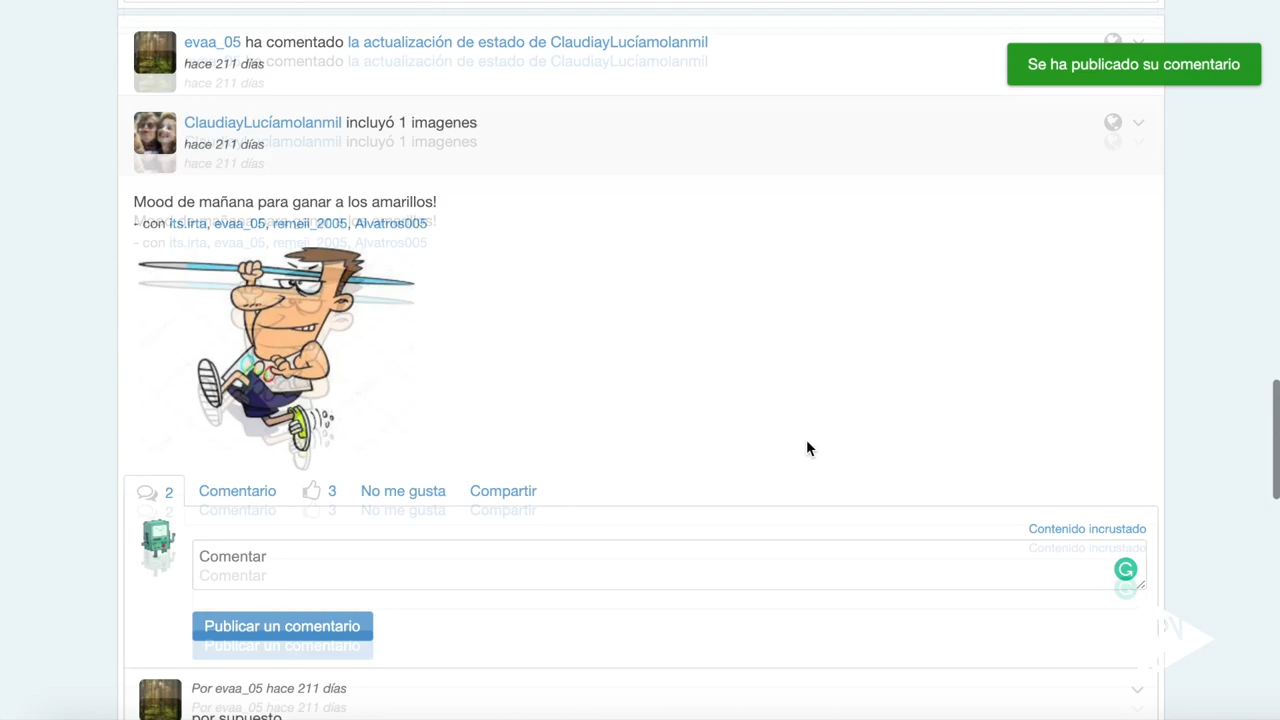 evaa_05 ha comentado la actualización de estado de ClaudiayLucíamolanmil
hace 211 días
Se ha publicado su comentario
ClaudiayLucíamolanmil incluyó 1 imagenes
hace 211 días
Mood de mañana para ganar a los amarillos!
- con its.irta, evaa_05, remeii_2005, Alvatros005
2 Comentario 3 No me gusta Compartir
Contenido incrustado
Comentar
Publicar un comentario
Por evaa_05 hace 211 días
por supuesto